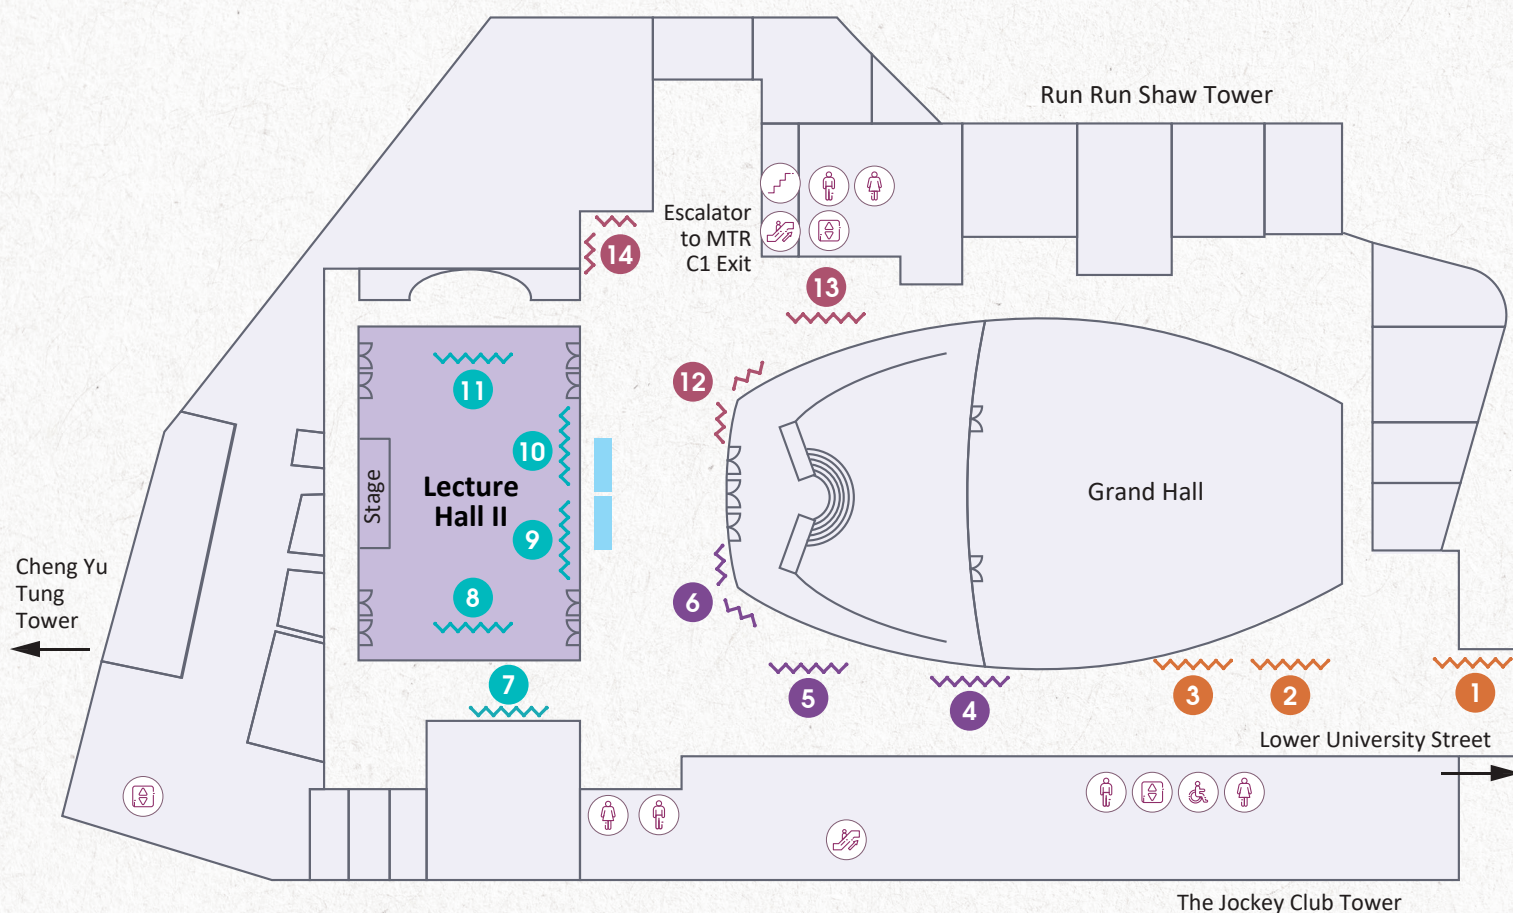 Run Run Shaw Tower
Escalator
to MTR
C1 Exit
14
13
12
11
10
Stage
Lecture
Hall II
Grand Hall
9
8
6
7
5
4
3
2
1
Cheng Yu
Tung
Tower
Lower University Street
The Jockey Club Tower